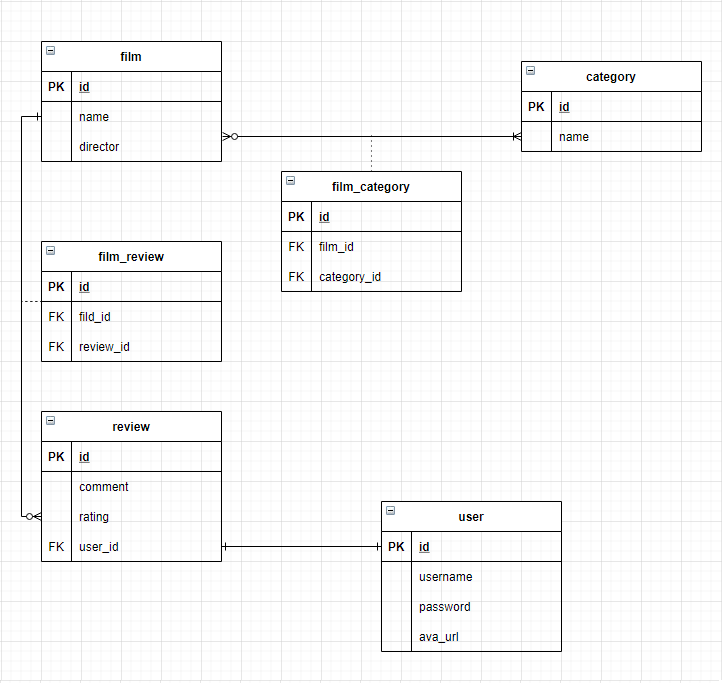 film
PK id
name
director
category
PK id
name
film_category
PK id
FK film_id
FK category_id
film_review
PK id
FK fild_id
FK review_id
review
PK id
comment
rating
FK user_id
user
PK id
username
password
ava_url